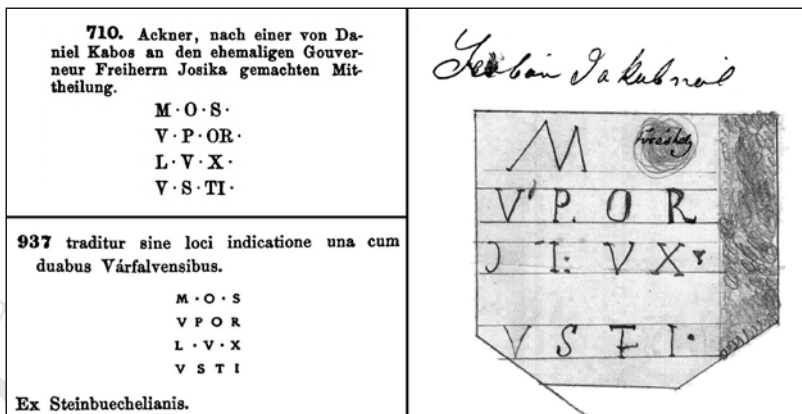 710. Ackner, nach einer von Da-
niel Kabos an den ehemaligen Gouver-
neur Freiherrn Josika gemachten Mit-
theilung.
M·O·S·
V·P·OR·
L·V·X·
V·S·TI·
937 traditur sine loci indicatione una cum
duabus Várfalvensibus.
M·O·S
V P O R
L·V·X
V S T I
Ex Steinbuechelianis.
Jakabnál
M
V' P. O R
I: V X
V S T I·